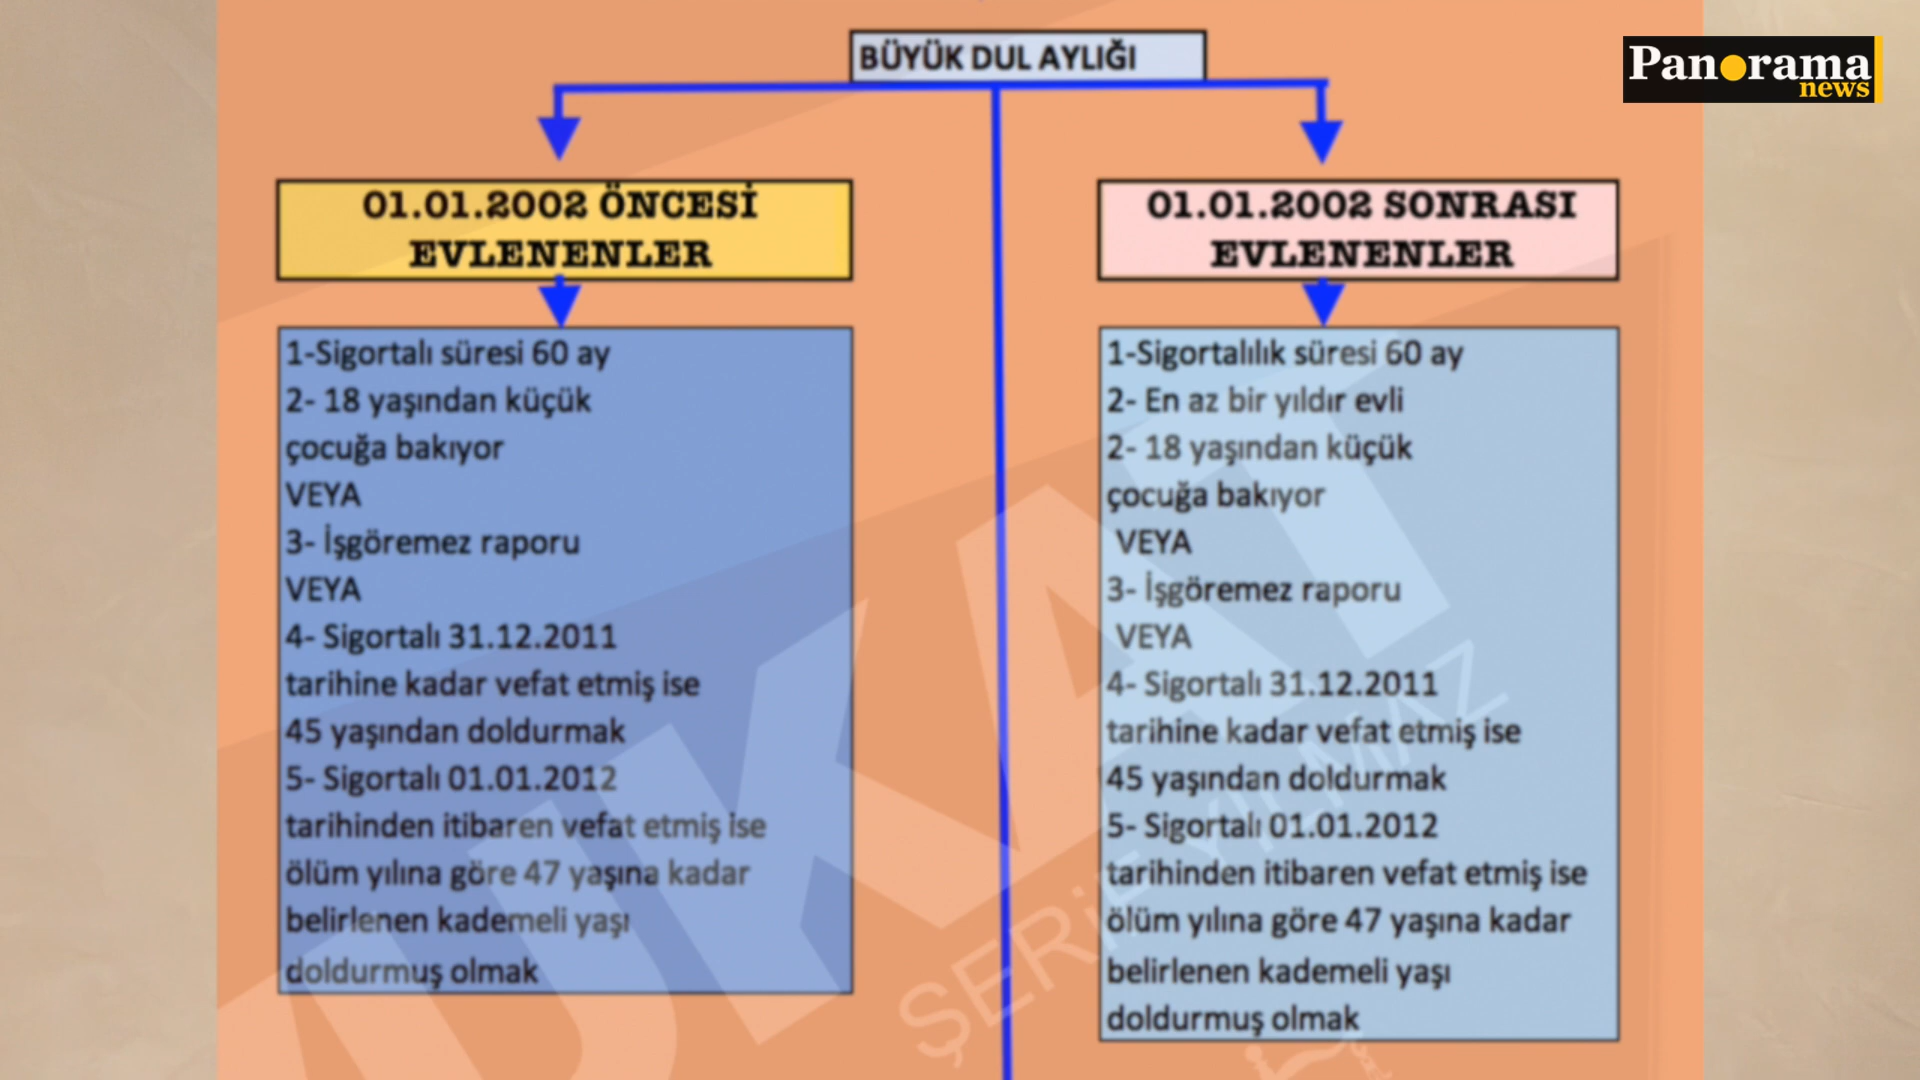 BÜYÜK DUL AYLIĞI
Panorama
news
01.01.2002 ÖNCESİ
EVLENENLER
1-Sigortalı süresi 60 ay
2- 18 yaşından küçük
çocuğa bakıyor
VEYA
3- İşgöremez raporu
VEYA
4- Sigortalı 31.12.2011
tarihine kadar vefat etmiş ise
45 yaşından doldurmak
5- Sigortalı 01.01.2012
tarihinden itibaren vefat etmiş ise
ölüm yılına göre 47 yaşına kadar
belirlenen kademeli yaşı
doldurmuş olmak
01.01.2002 SONRASI
EVLENENLER
1-Sigortalılık süresi 60 ay
2- En az bir yıldır evli
2- 18 yaşından küçük
çocuğa bakıyor
VEYA
3- İşgöremez raporu
VEYA
4- Sigortalı 31.12.2011
tarihine kadar vefat etmiş ise
45 yaşından doldurmak
5- Sigortalı 01.01.2012
tarihinden itibaren vefat etmiş ise
ölüm yılına göre 47 yaşına kadar
belirlenen kademeli yaşı
doldurmuş olmak
UKAT
ŞERİF YILMAZ